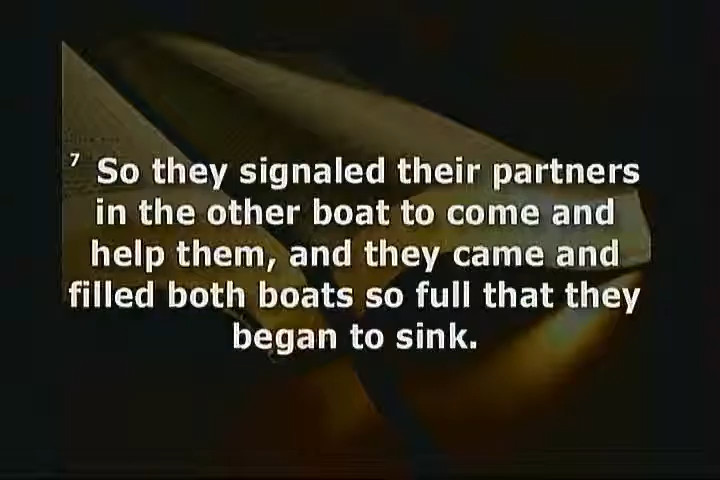 7 So they signaled their partners
in the other boat to come and
help them, and they came and
filled both boats so full that they
began to sink.